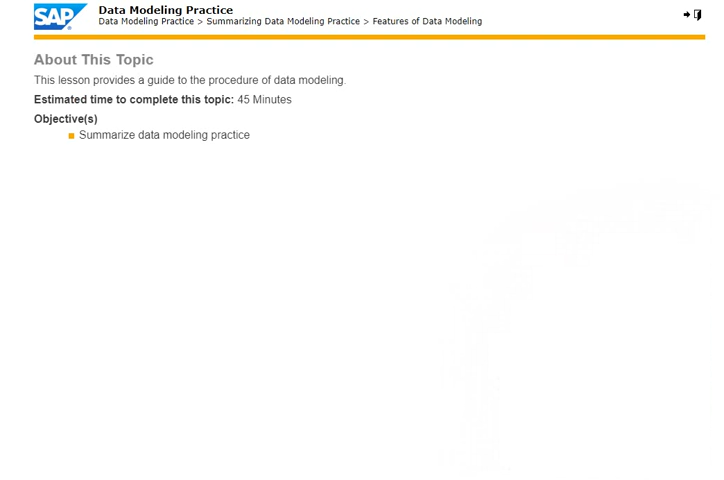 SAP®
Data Modeling Practice
Data Modeling Practice > Summarizing Data Modeling Practice > Features of Data Modeling
About This Topic
This lesson provides a guide to the procedure of data modeling.
Estimated time to complete this topic: 45 Minutes
Objective(s)
Summarize data modeling practice